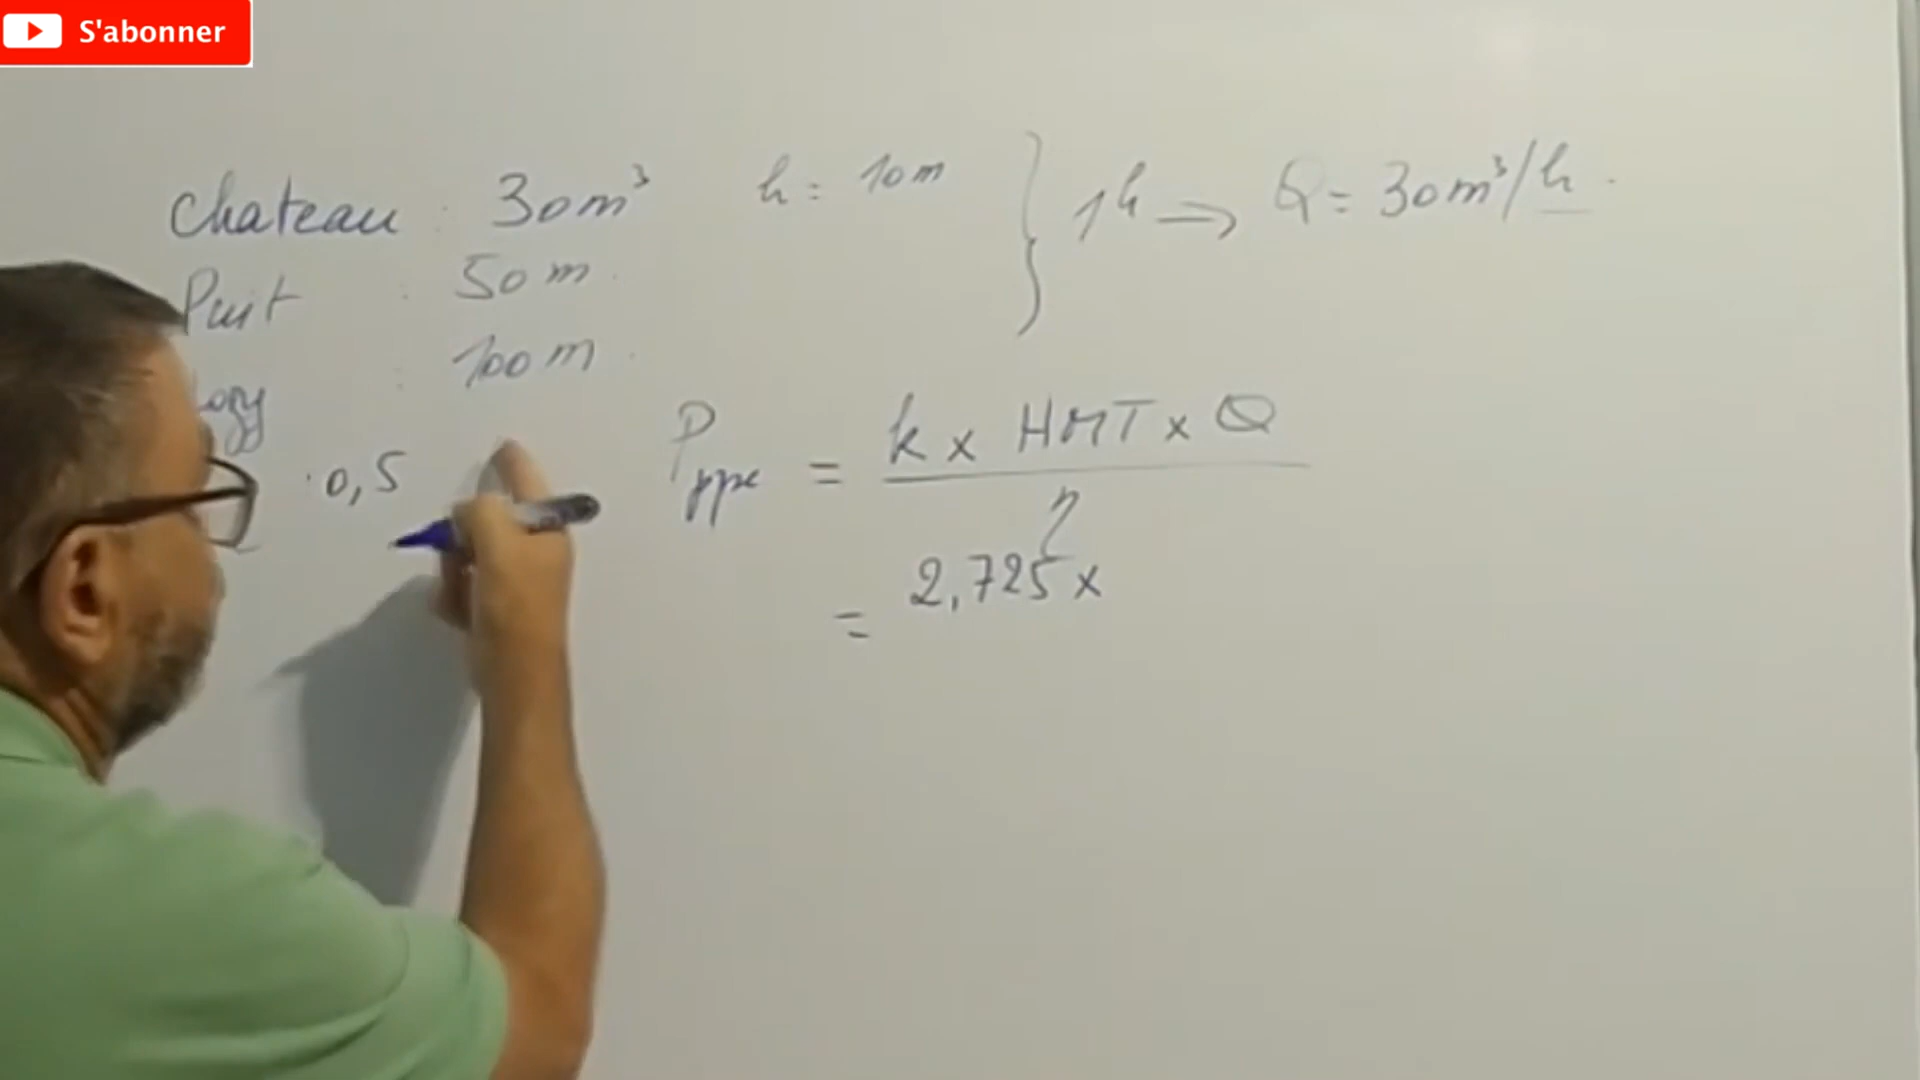 S'abonner
Chateau : 30m³ h = 10m } 1h ⇒ Q = 30m³/h.
Puit : 50m.
: 100m.
0,5
Pppe = k x HMT x Q
η
= 2,725 x